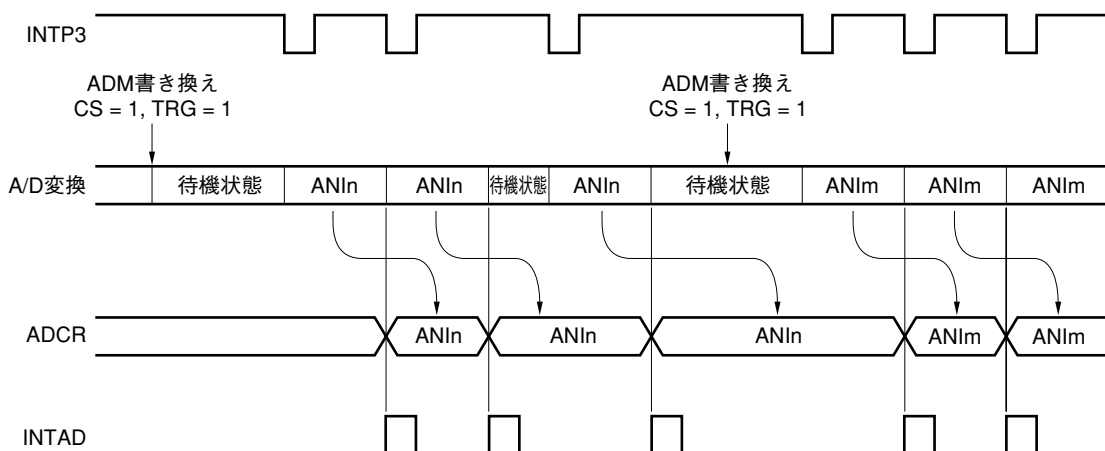 INTP3
ADM書き換え
CS = 1, TRG = 1
ADM書き換え
CS = 1, TRG = 1
A/D変換
待機状態
ANIn
ANIn
待機状態
ANIn
待機状態
ANIm
ANIm
ANIm
ADCR
ANIn
ANIn
ANIn
ANIm
ANIm
INTAD